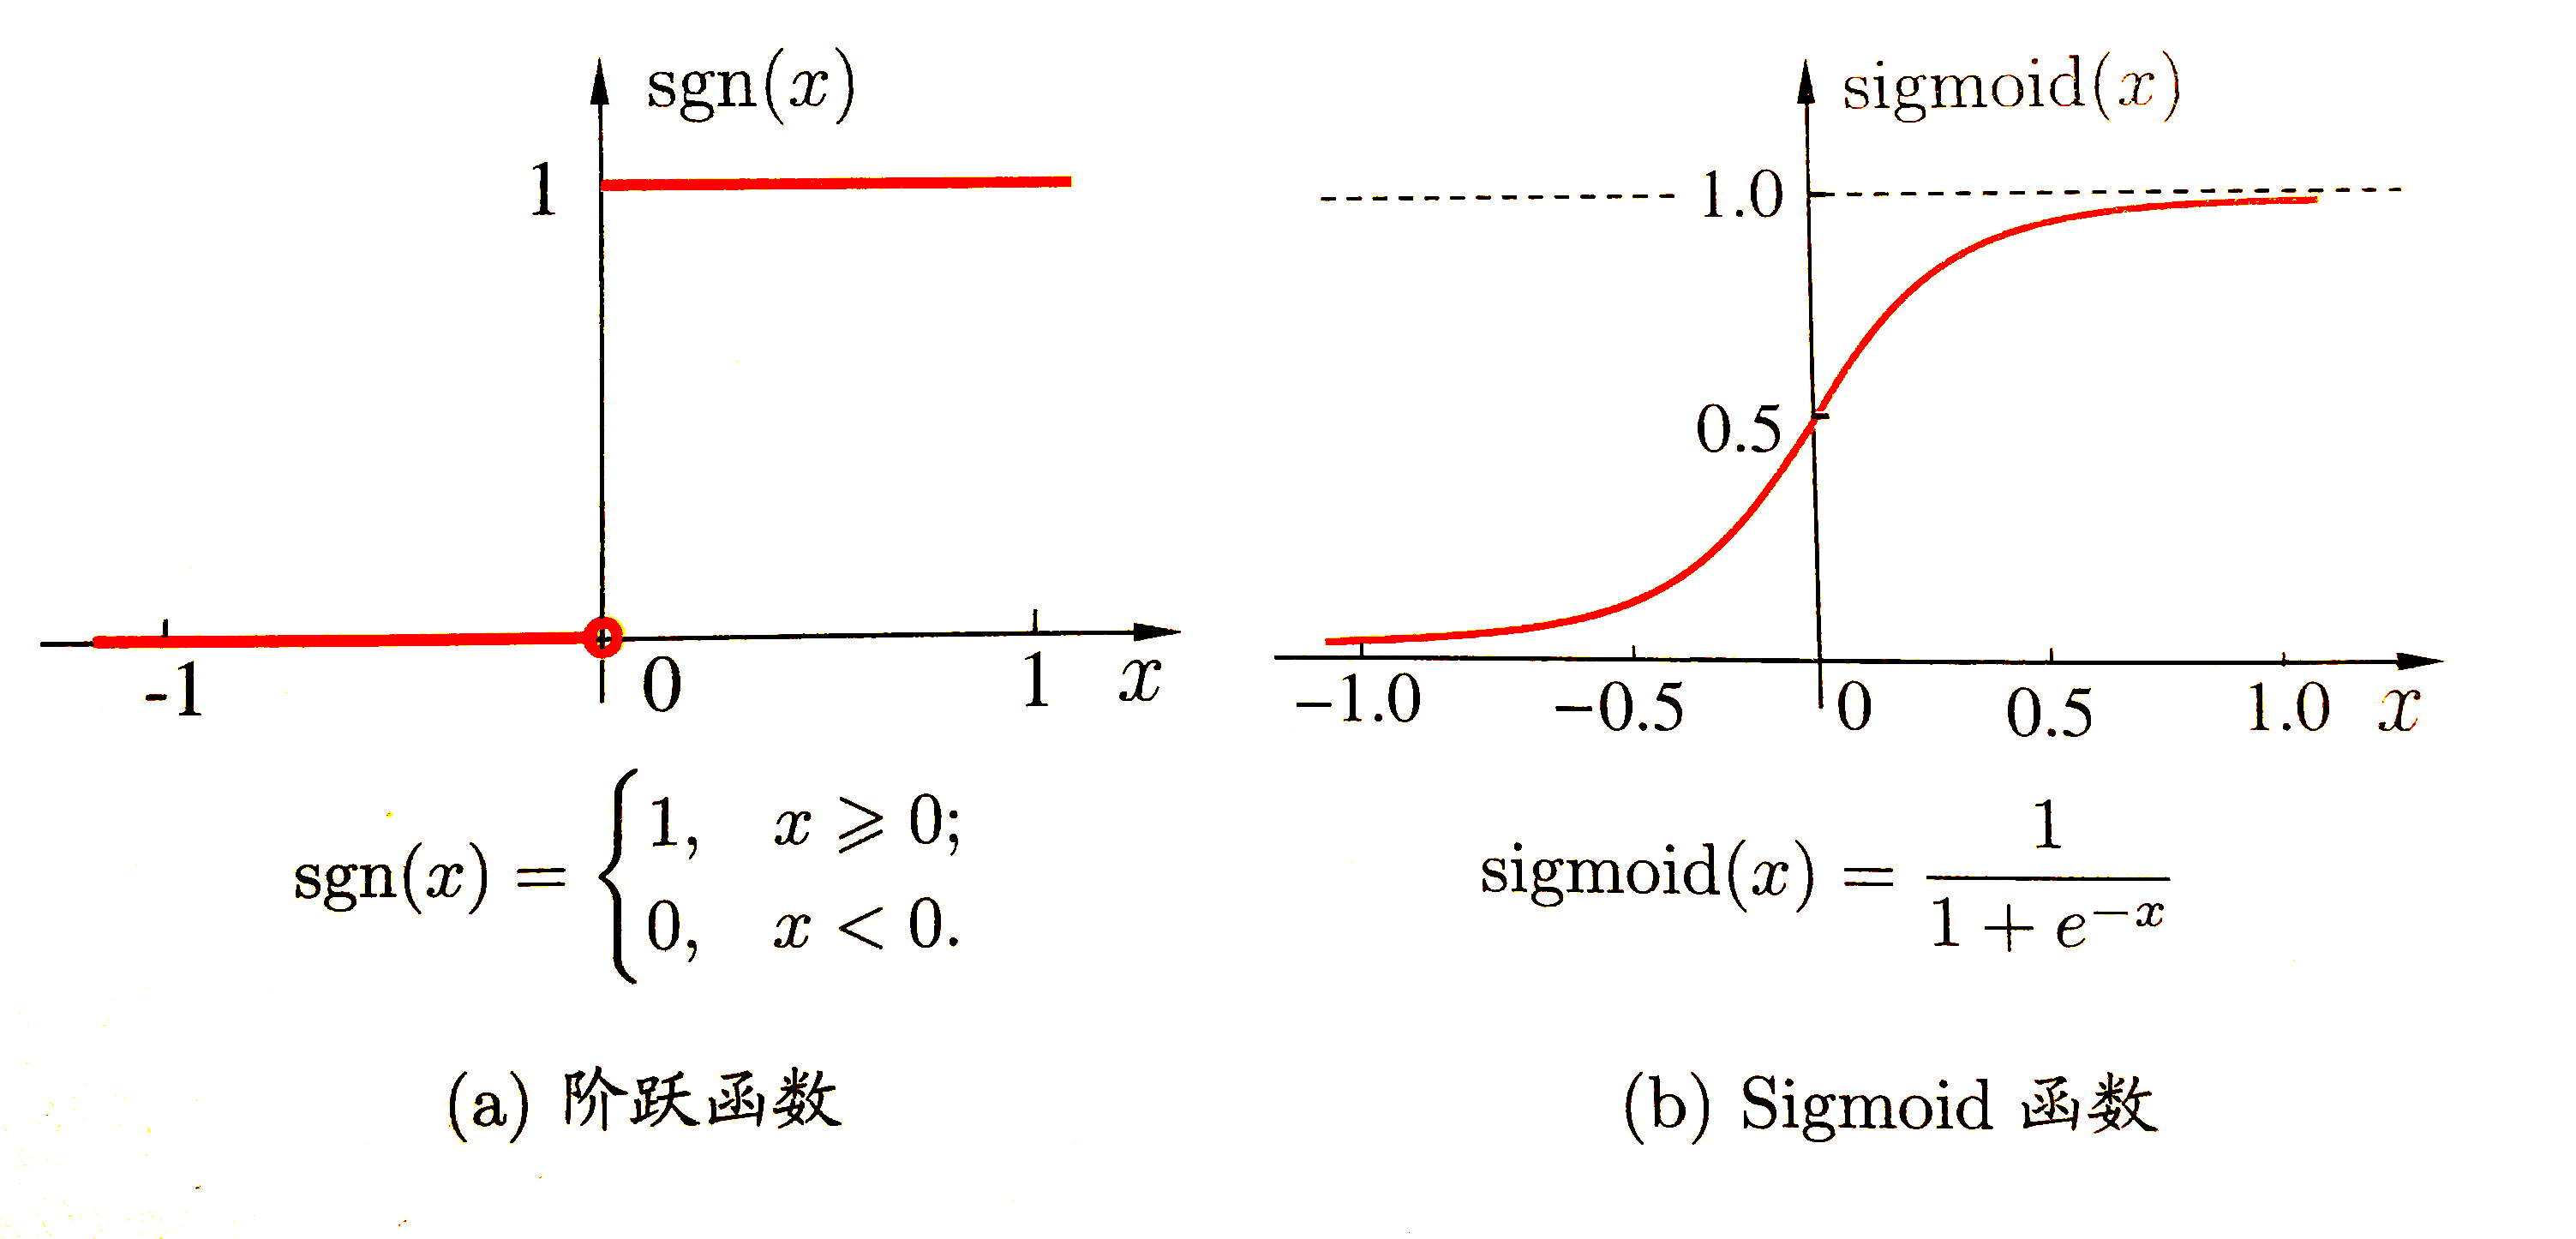 sgn(x)
1
-1
0
1
x
sgn(x) = { 1, x ⩾ 0;
0, x < 0.
(a) 阶跃函数
sigmoid(x)
1.0
0.5
−1.0
−0.5
0
0.5
1.0
x
sigmoid(x) = 1 / (1 + e^{−x})
(b) Sigmoid 函数